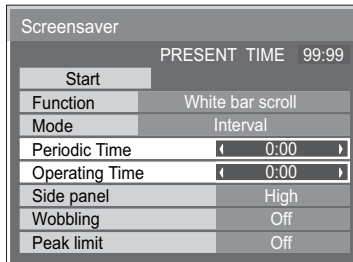 Screensaver
PRESENT TIME 99:99
Start
Function White bar scroll
Mode Interval
Periodic Time 0:00
Operating Time 0:00
Side panel High
Wobbling Off
Peak limit Off